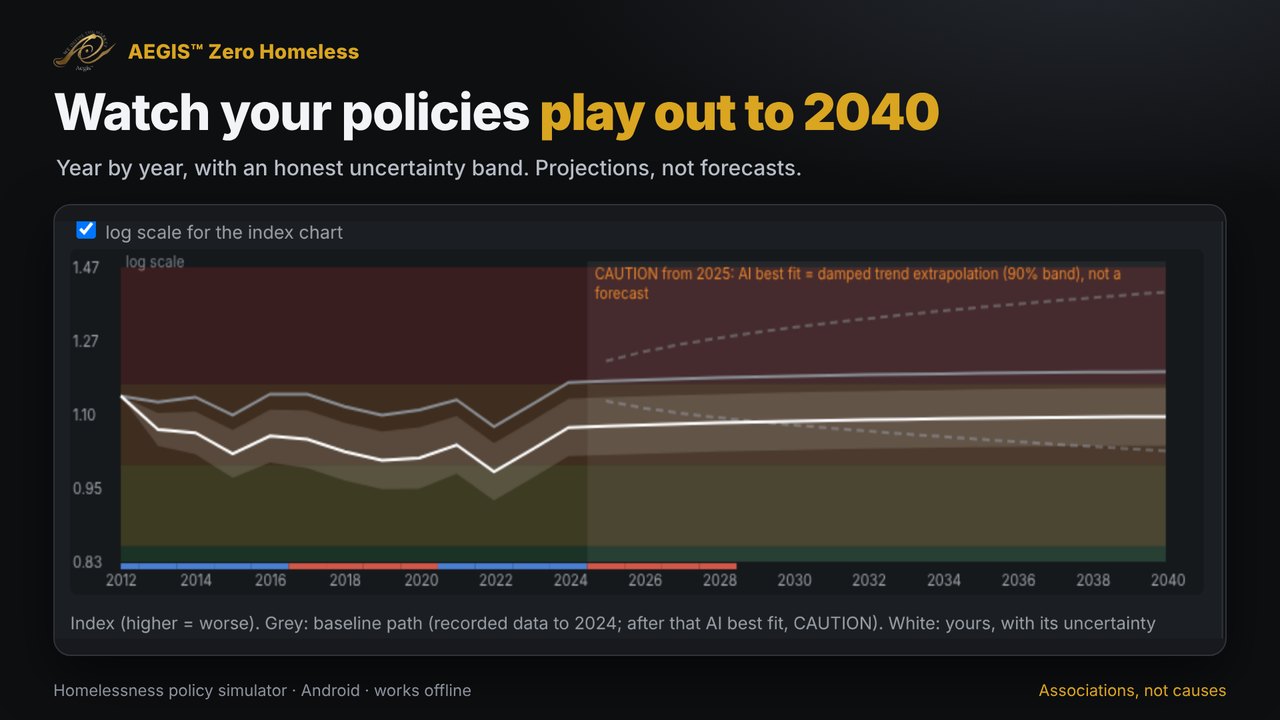 Aegis™
AEGIS™ Zero Homeless
Watch your policies play out to 2040
Year by year, with an honest uncertainty band. Projections, not forecasts.
log scale for the index chart
log scale
CAUTION from 2025: AI best fit = damped trend extrapolation (90% band), not a
forecast
1.47
1.27
1.10
0.95
0.83
2012 2014 2016 2018 2020 2022 2024 2026 2028 2030 2032 2034 2036 2038 2040
Index (higher = worse). Grey: baseline path (recorded data to 2024; after that AI best fit, CAUTION). White: yours, with its uncertainty
Homelessness policy simulator · Android · works offline
Associations, not causes